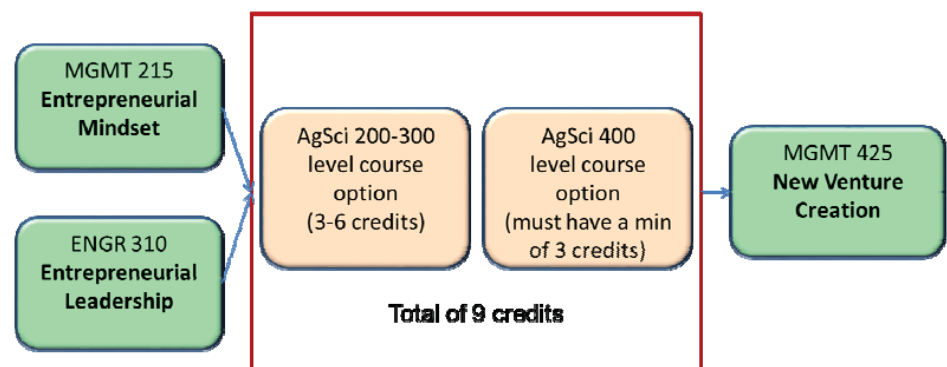 MGMT 215
Entrepreneurial
Mindset
ENGR 310
Entrepreneurial
Leadership
AgSci 200-300
level course
option
(3-6 credits)
AgSci 400
level course
option
(must have a min
of 3 credits)
Total of 9 credits
MGMT 425
New Venture
Creation